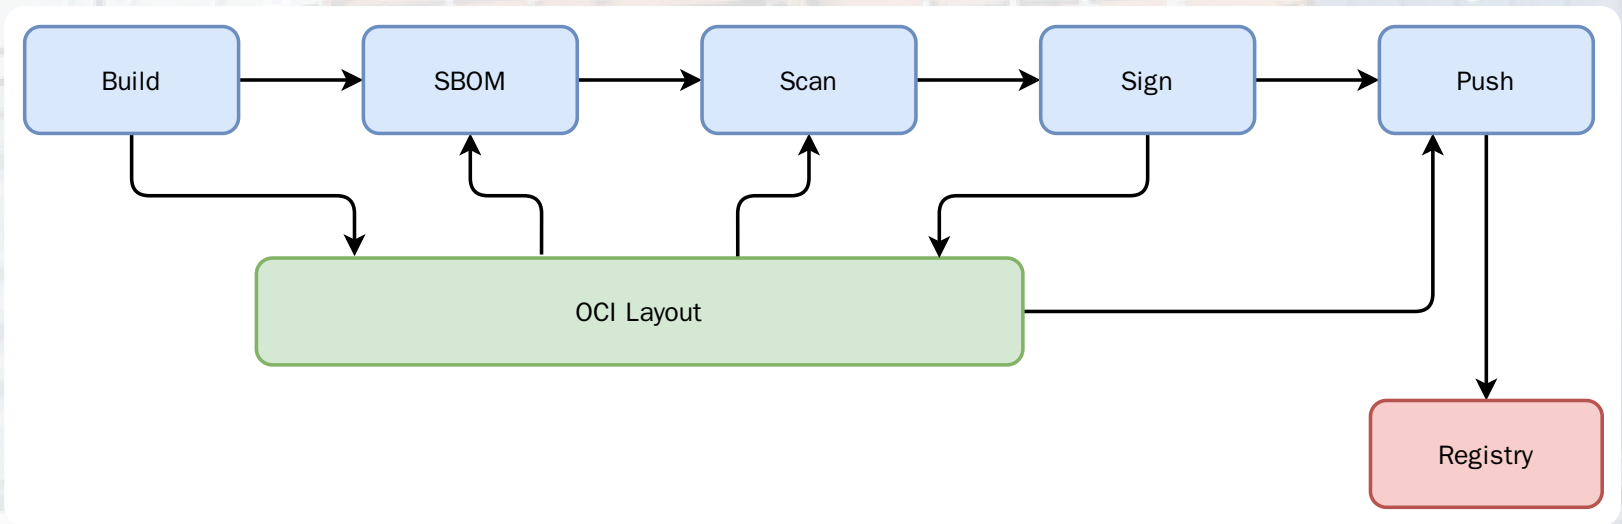 Build
SBOM
Scan
Sign
Push
OCI Layout
Registry